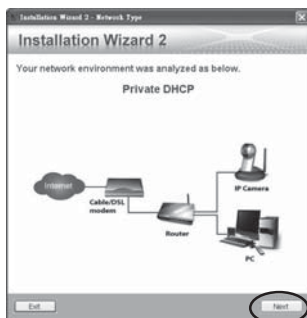 Installation Wizard 2 - Network Type
Installation Wizard 2
Your network environment was analyzed as below.
Private DHCP
Internet
Cable/DSL
modem
Router
IP Camera
PC
Exit
Next